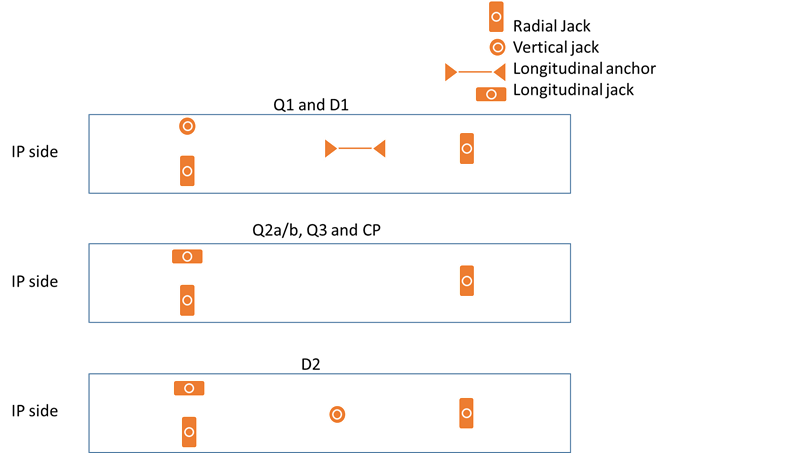 Radial Jack
Vertical jack
Longitudinal anchor
Longitudinal jack
Q1 and D1
IP side
Q2a/b, Q3 and CP
IP side
D2
IP side